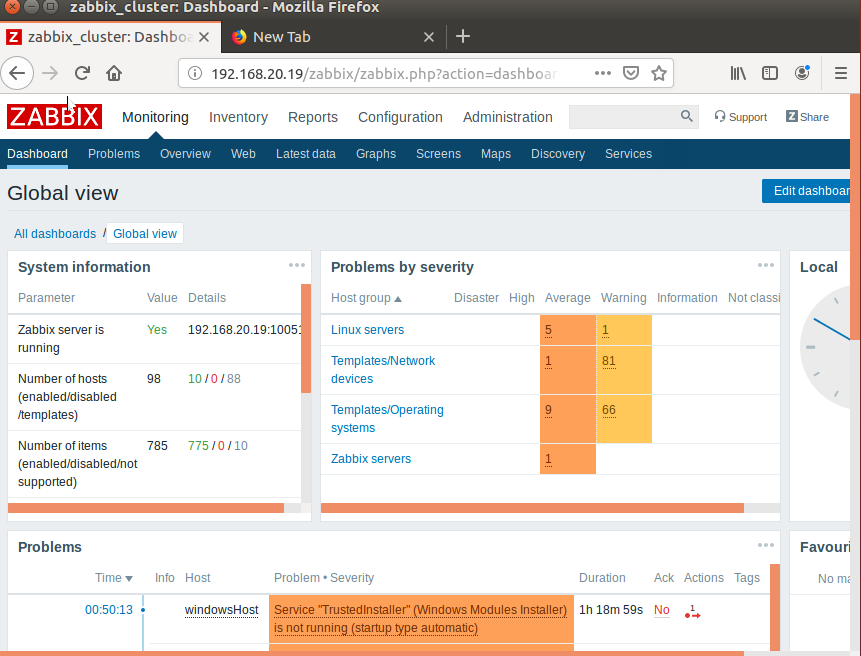 zabbix_cluster: Dashboard - Mozilla Firefox
Z zabbix_cluster: Dashbo
New Tab
192.168.20.19/zabbix/zabbix.php?action=dashboar
ZABBIX
Monitoring Inventory Reports Configuration Administration
Support Z Share
Dashboard Problems Overview Web Latest data Graphs Screens Maps Discovery Services
Global view
Edit dashboar
All dashboards / Global view
System information
Parameter Value Details
Zabbix server is running Yes 192.168.20.19:10051
Number of hosts
(enabled/disabled
/templates)
98 10 / 0 / 88
Number of items
(enabled/disabled/not
supported)
785 775 / 0 / 10
Problems by severity
Host group Disaster High Average Warning Information Not classi
Linux servers 5 1
Templates/Network
devices
1 81
Templates/Operating
systems
9 66
Zabbix servers 1
Local
Problems
Time Info Host Problem • Severity Duration Ack Actions Tags
00:50:13 windowsHost Service "TrustedInstaller" (Windows Modules Installer)
is not running (startup type automatic)
1h 18m 59s No 1
Favouri
No ma